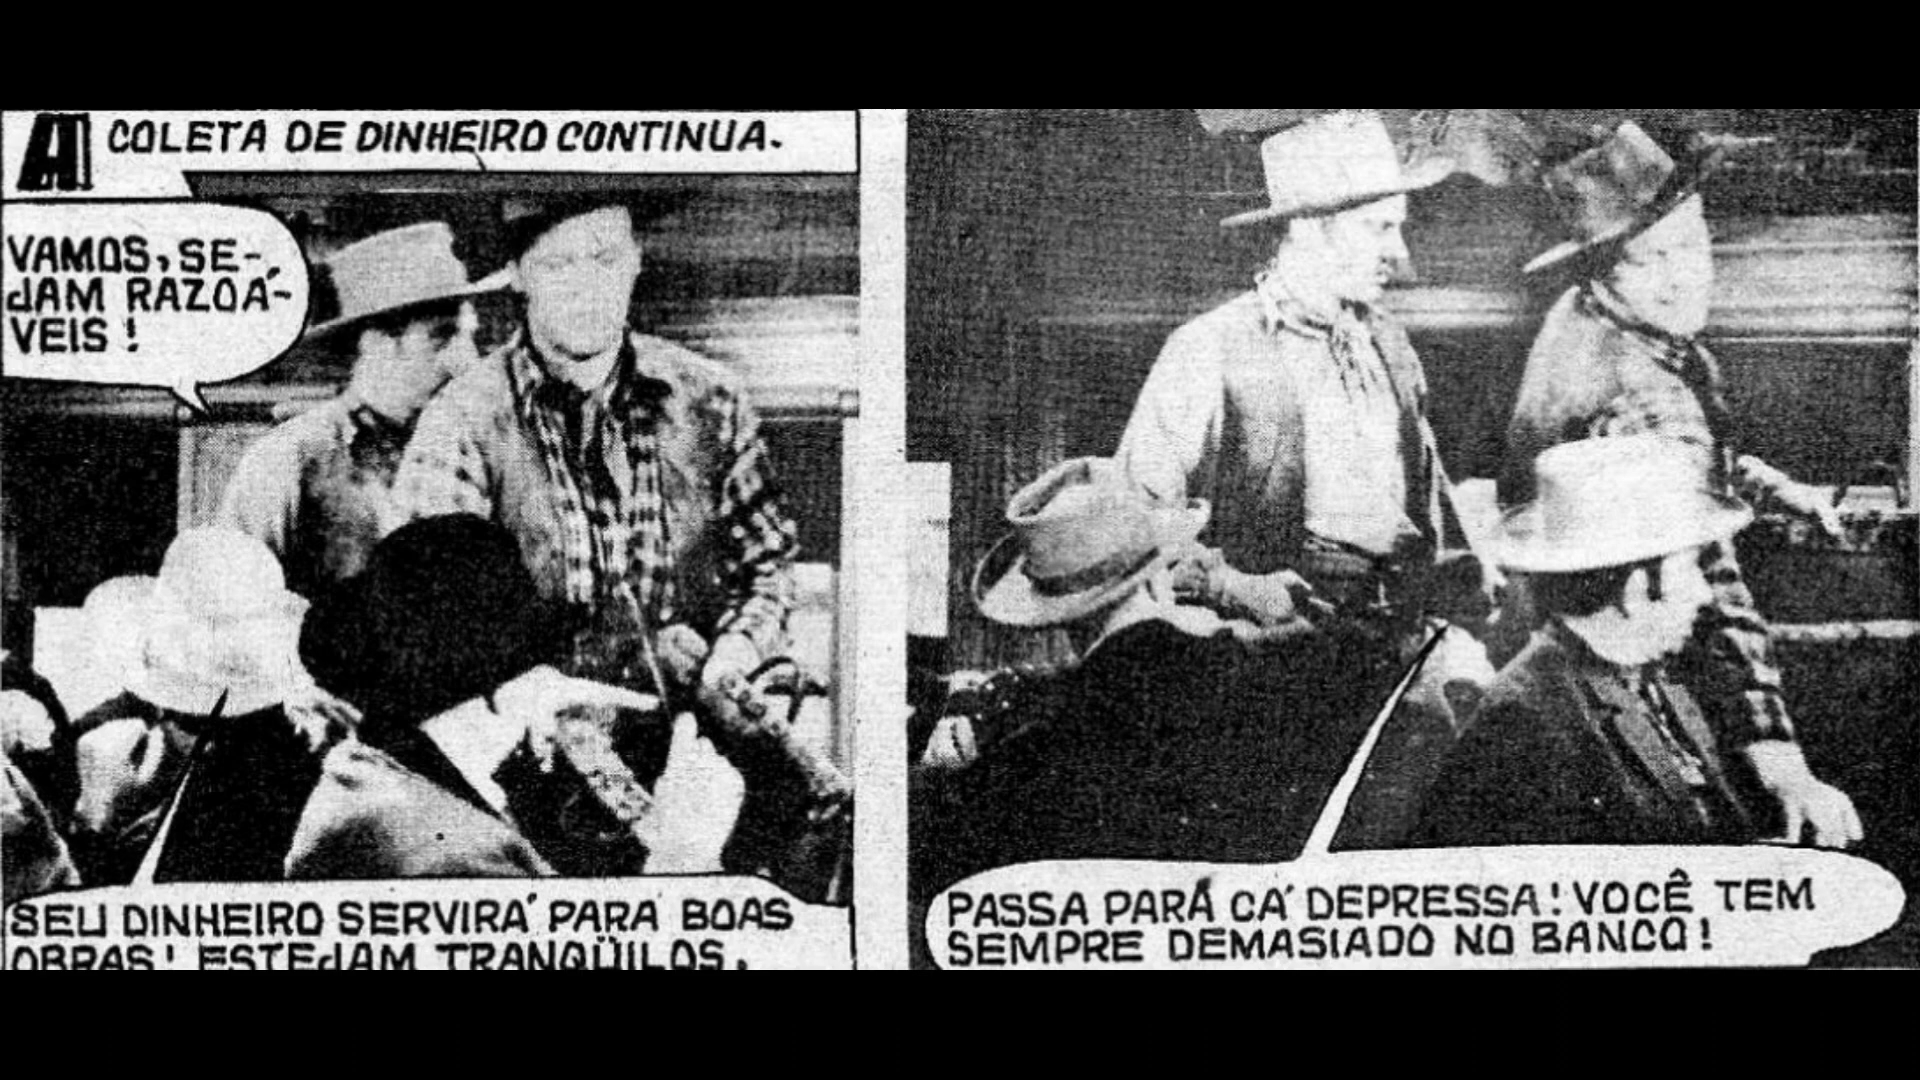 A COLETA DE DINHEIRO CONTINUA.
VAMOS, SE-
JAM RAZOÁ-
VEIS!
SEU DINHEIRO SERVIRÁ PARA BOAS
OBRAS! ESTEJAM TRANQÜILOS.
PASSA PARÁ CÁ DEPRESSA! VOCÊ TEM
SEMPRE DEMASIADO NO BANCO!